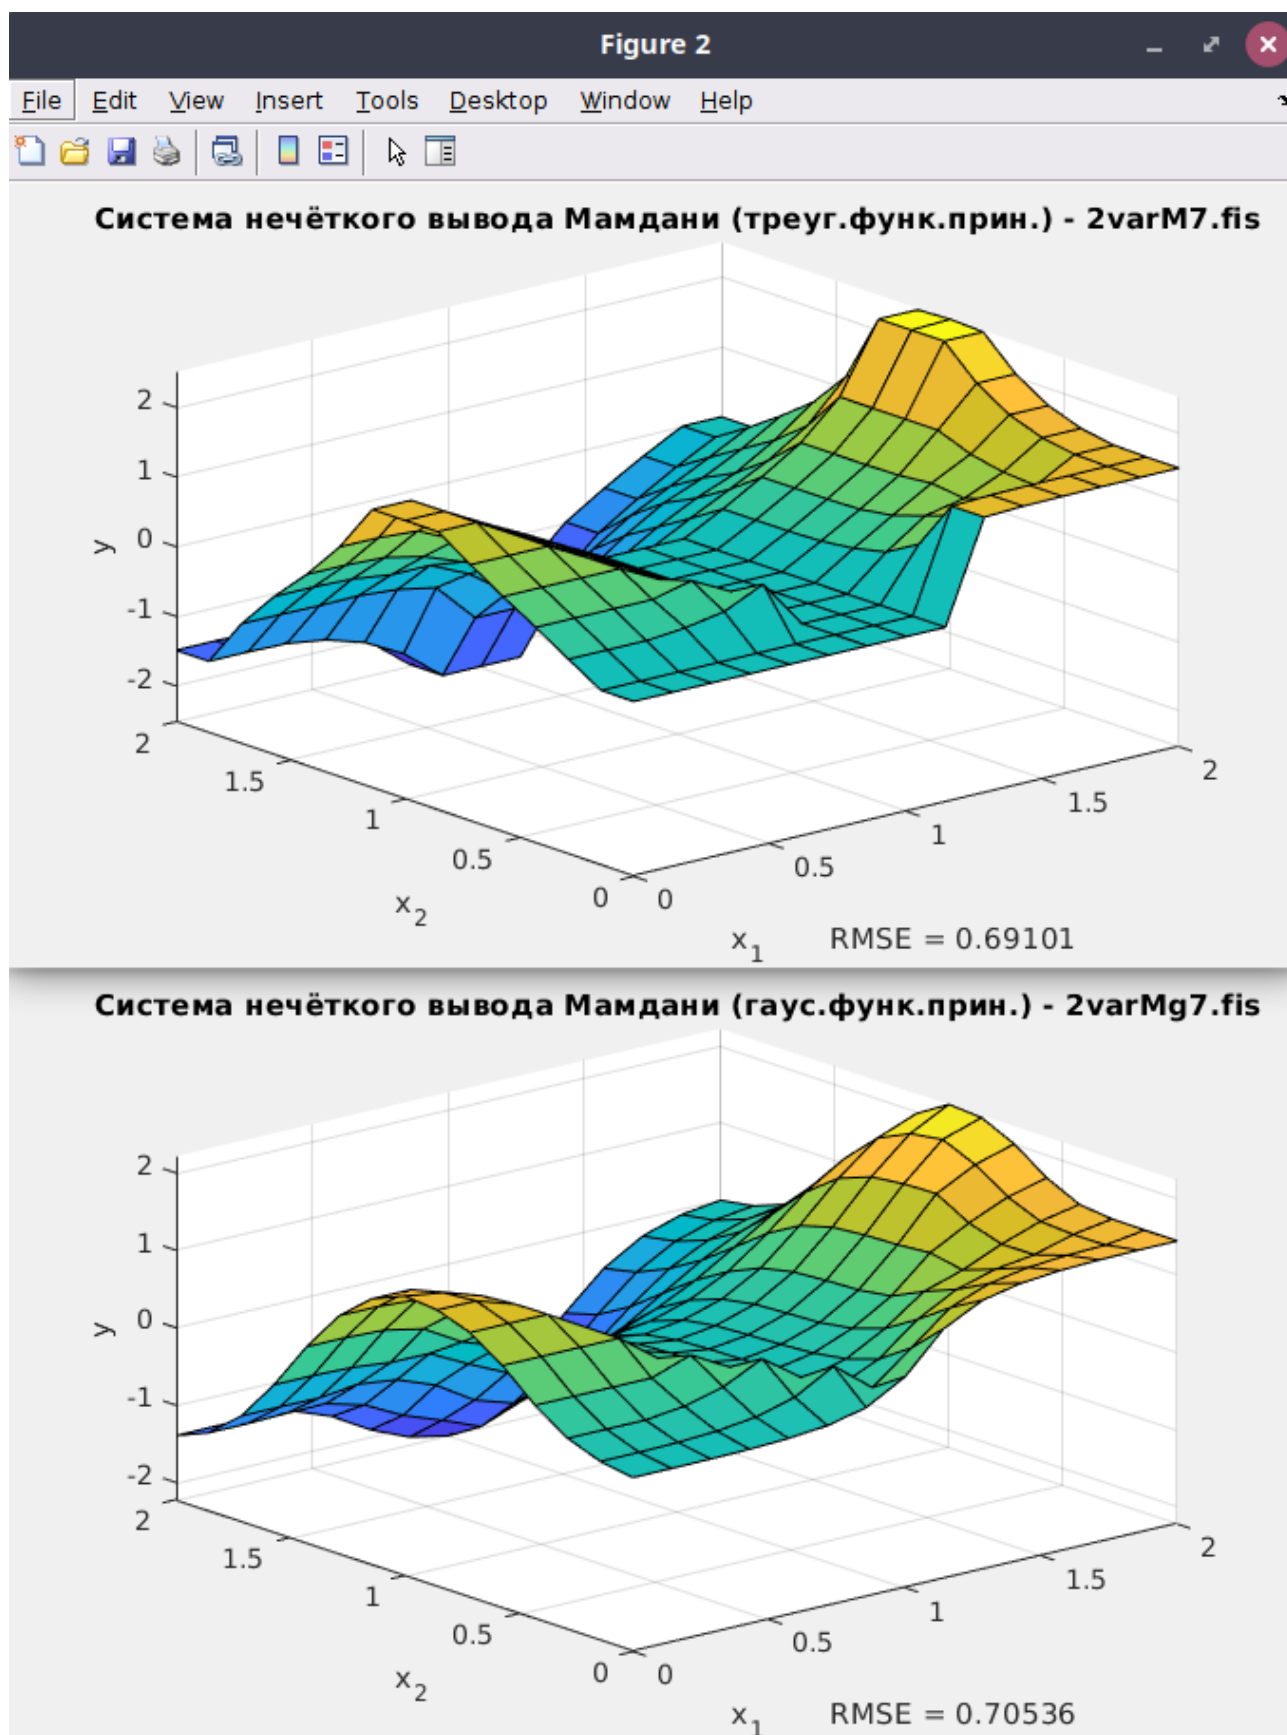 Figure 2
File Edit View Insert Tools Desktop Window Help
Система нечёткого вывода Мамдани (треуг.функ.прин.) - 2varM7.fis
2
1
0
-1
-2
y
2
1.5
1
0.5
0
x2
0
0.5
1
1.5
2
x1
RMSE = 0.69101
Система нечёткого вывода Мамдани (гаус.функ.прин.) - 2varMg7.fis
2
1
0
-1
-2
y
2
1.5
1
0.5
0
x2
0
0.5
1
1.5
2
x1
RMSE = 0.70536